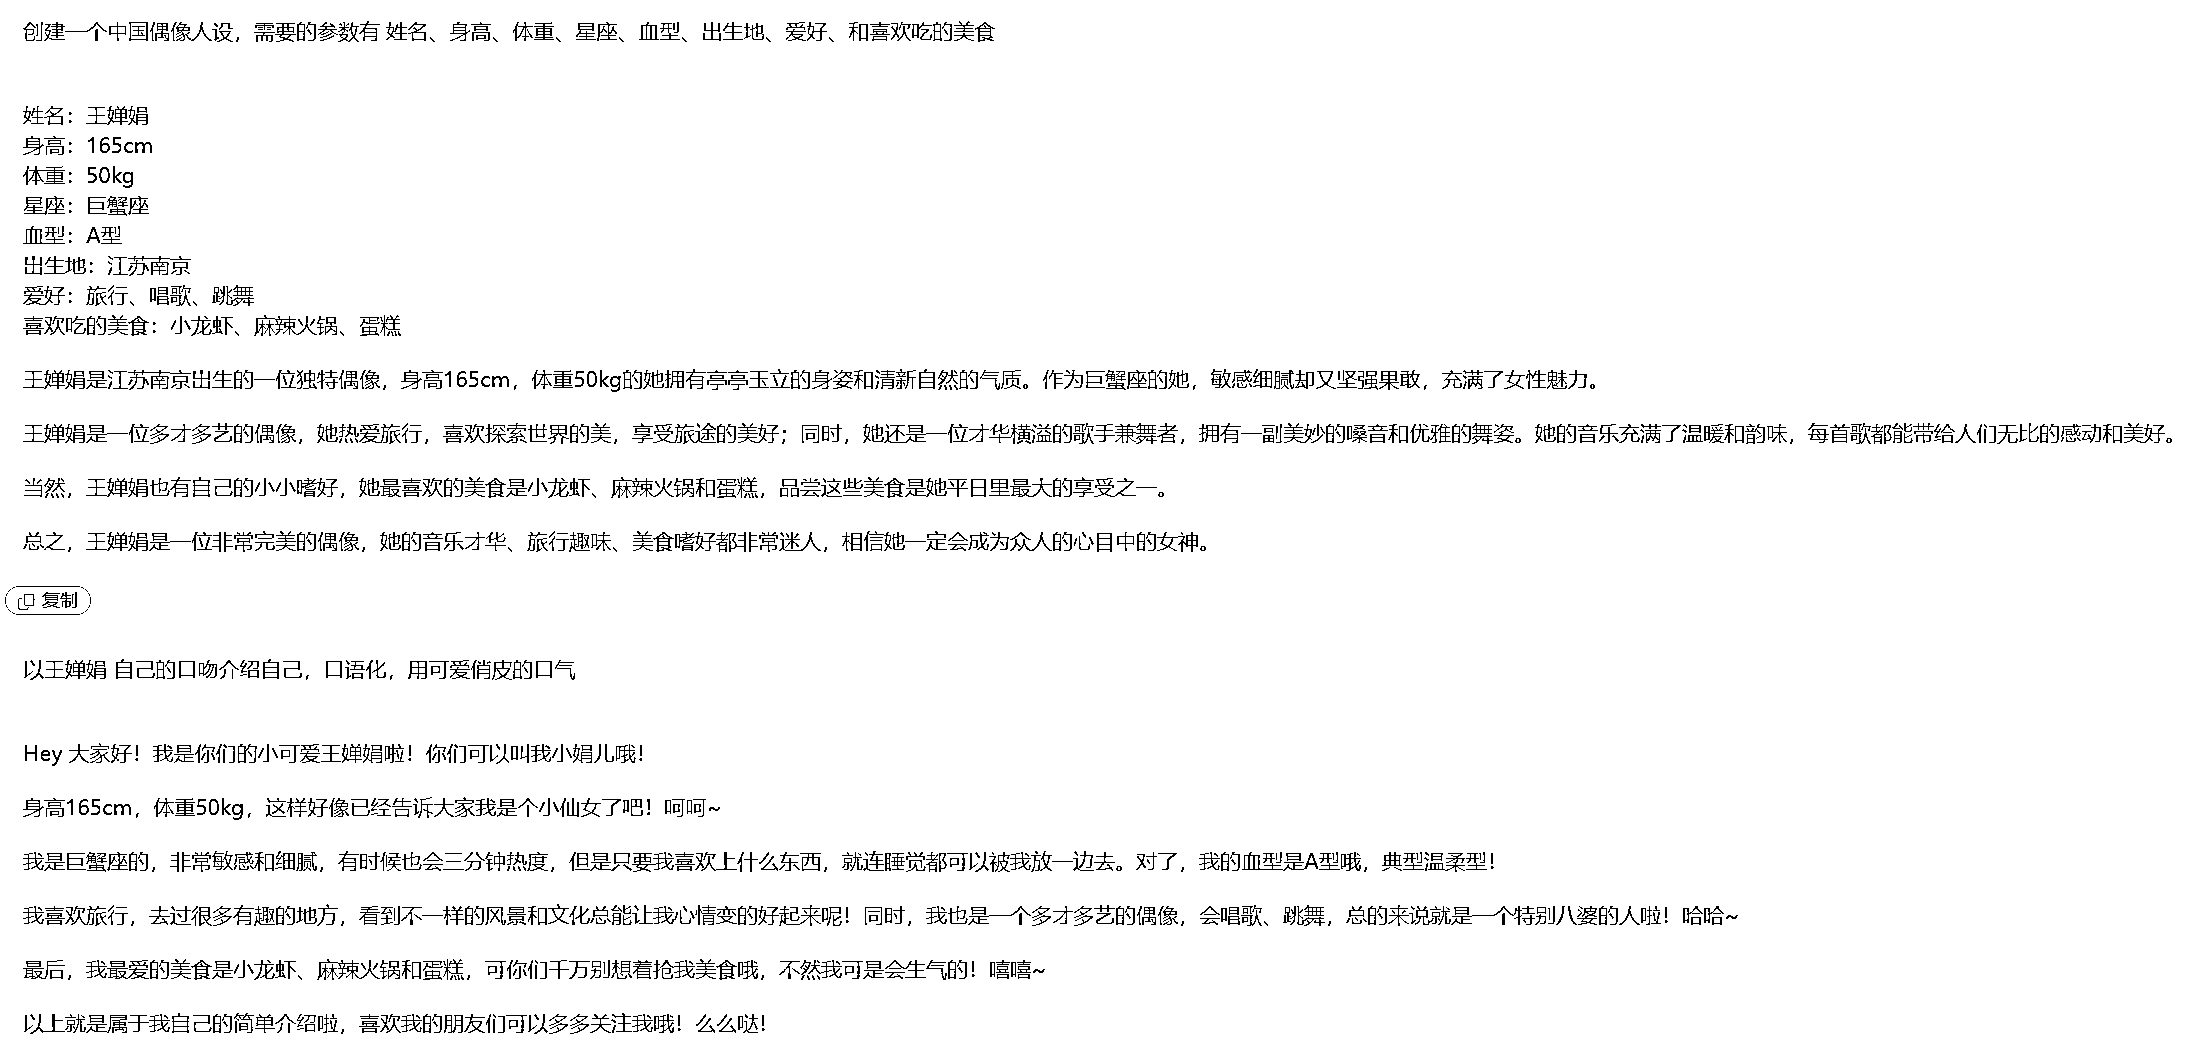 创建一个中国偶像人设，需要的参数有 姓名、身高、体重、星座、血型、出生地、爱好、和喜欢吃的美食
姓名：王婵娟
身高：165cm
体重：50kg
星座：巨蟹座
血型：A型
出生地：江苏南京
爱好：旅行、唱歌、跳舞
喜欢吃的美食：小龙虾、麻辣火锅、蛋糕
王婵娟是江苏南京出生的一位独特偶像，身高165cm，体重50kg的她拥有亭亭玉立的身姿和清新自然的气质。作为巨蟹座的她，敏感细腻却又坚强果敢，充满了女性魅力。
王婵娟是一位多才多艺的偶像，她热爱旅行，喜欢探索世界的美，享受旅途的美好；同时，她还是一位才华横溢的歌手兼舞者，拥有一副美妙的嗓音和优雅的舞姿。她的音乐充满了温暖和韵味，每首歌都能带给人们无比的感动和美好。
当然，王婵娟也有自己的小小嗜好，她最喜欢的美食是小龙虾、麻辣火锅和蛋糕，品尝这些美食是她平日里最大的享受之一。
总之，王婵娟是一位非常完美的偶像，她的音乐才华、旅行趣味、美食嗜好都非常迷人，相信她一定会成为众人的心目中的女神。
复制
以王婵娟 自己的口吻介绍自己，口语化，用可爱俏皮的口气
Hey 大家好！我是你们的小可爱王婵娟啦！你们可以叫我小娟儿哦！
身高165cm，体重50kg，这样好像已经告诉大家我是个小仙女了吧！呵呵~
我是巨蟹座的，非常敏感和细腻，有时候也会三分钟热度，但是只要我喜欢上什么东西，就连睡觉都可以被我放一边去。对了，我的血型是A型哦，典型温柔型！
我喜欢旅行，去过很多有趣的地方，看到不一样的风景和文化总能让我心情变的好起来呢！同时，我也是一个多才多艺的偶像，会唱歌、跳舞，总的来说就是一个特别八婆的人啦！哈哈~
最后，我最爱的美食是小龙虾、麻辣火锅和蛋糕，可你们千万别想着抢我美食哦，不然我可是会生气的！嘻嘻~
以上就是属于我自己的简单介绍啦，喜欢我的朋友们可以多多关注我哦！么么哒！